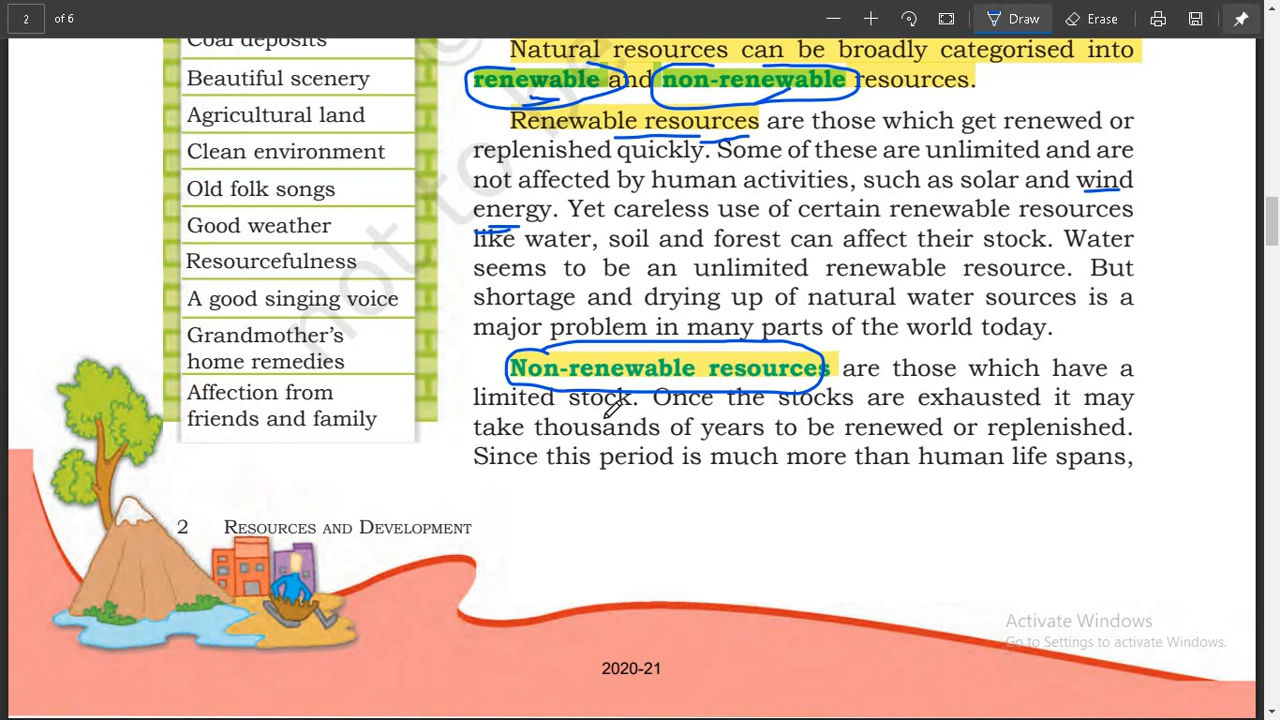 2
of 6
Draw
Erase
Coal deposits
Beautiful scenery
Agricultural land
Clean environment
Old folk songs
Good weather
Resourcefulness
A good singing voice
Grandmother's
home remedies
Affection from
friends and family
Natural resources can be broadly categorised into
renewable and non-renewable resources.
Renewable resources are those which get renewed or
replenished quickly. Some of these are unlimited and are
not affected by human activities, such as solar and wind
energy. Yet careless use of certain renewable resources
like water, soil and forest can affect their stock. Water
seems to be an unlimited renewable resource. But
shortage and drying up of natural water sources is a
major problem in many parts of the world today.
Non-renewable resources are those which have a
limited stock. Once the stocks are exhausted it may
take thousands of years to be renewed or replenished.
Since this period is much more than human life spans,
not to be
2 Resources and Development
Activate Windows
Go to Settings to activate Windows.
2020-21